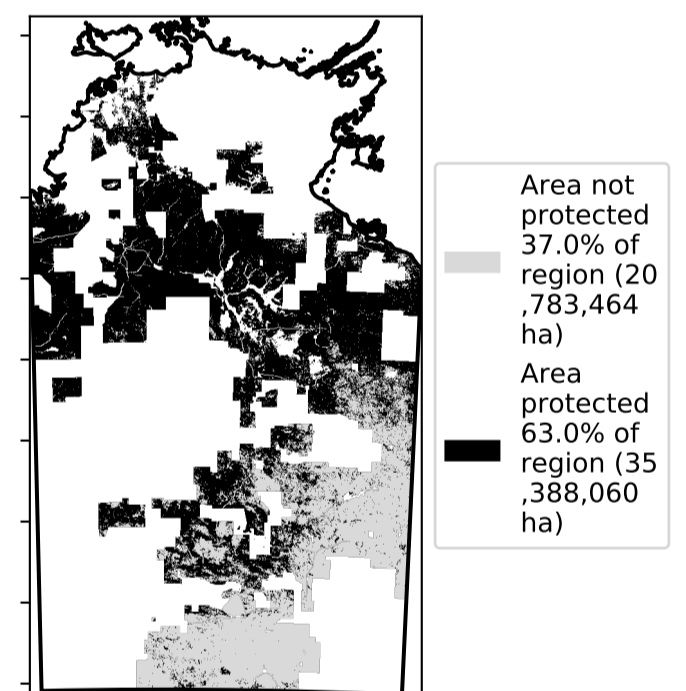 Area not
protected
37.0% of
region (20
,783,464
ha)
Area
protected
63.0% of
region (35
,388,060
ha)